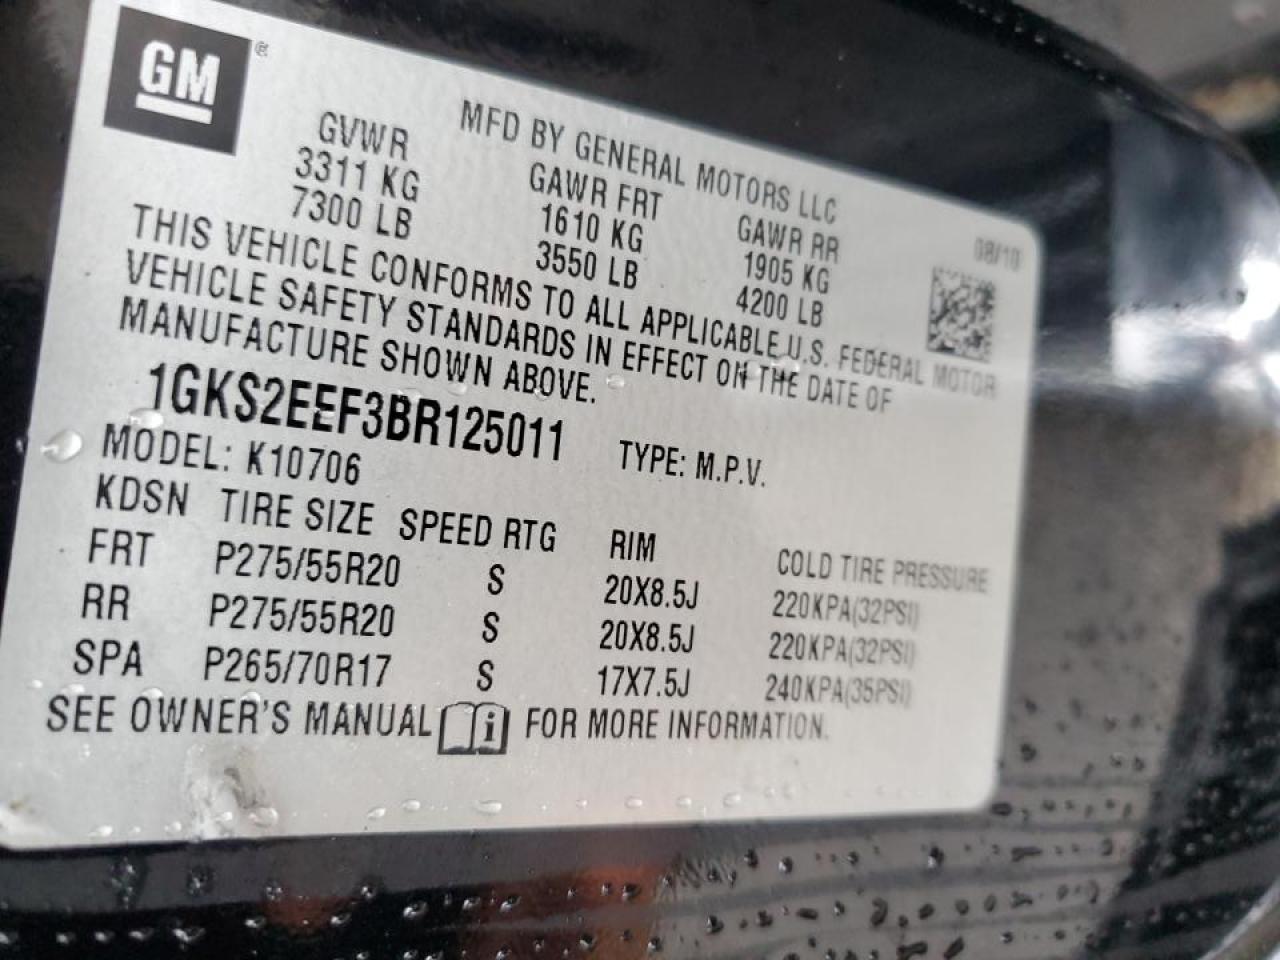 GM ®
MFD BY GENERAL MOTORS LLC
GVWR GAWR FRT GAWR RR 08/10
3311 KG 1610 KG 1905 KG
7300 LB 3550 LB 4200 LB
THIS VEHICLE CONFORMS TO ALL APPLICABLE U.S. FEDERAL MOTOR
VEHICLE SAFETY STANDARDS IN EFFECT ON THE DATE OF
MANUFACTURE SHOWN ABOVE.
1GKS2EEF3BR125011 TYPE: M.P.V.
MODEL: K10706
KDSN TIRE SIZE SPEED RTG RIM COLD TIRE PRESSURE
FRT P275/55R20 S 20X8.5J 220KPA(32PSI)
RR P275/55R20 S 20X8.5J 220KPA(32PSI)
SPA P265/70R17 S 17X7.5J 240KPA(35PSI)
SEE OWNER'S MANUAL i FOR MORE INFORMATION.